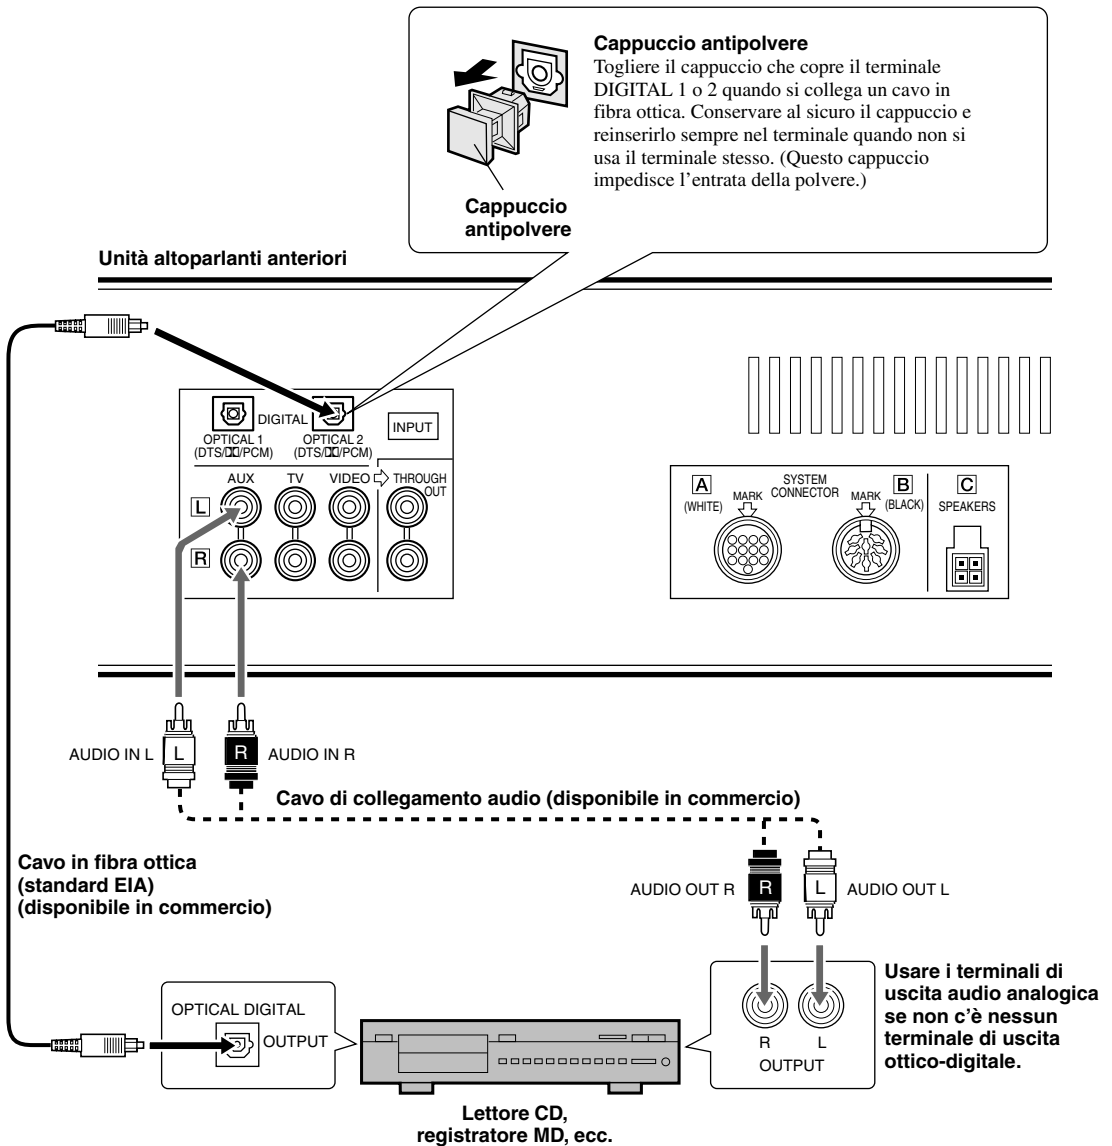 Cappuccio antipolvere
Togliere il cappuccio che copre il terminale
DIGITAL 1 o 2 quando si collega un cavo in
fibra ottica. Conservare al sicuro il cappuccio e
reinserirlo sempre nel terminale quando non si
usa il terminale stesso. (Questo cappuccio
impedisce l'entrata della polvere.)
Cappuccio
antipolvere
Unità altoparlanti anteriori
DIGITAL
INPUT
OPTICAL 1
(DTS/DD/PCM)
OPTICAL 2
(DTS/DD/PCM)
AUX
TV
VIDEO
THROUGH
OUT
L
R
A
(WHITE)
MARK
SYSTEM
CONNECTOR
MARK
B
(BLACK)
C
SPEAKERS
AUDIO IN L
L
R
AUDIO IN R
Cavo di collegamento audio (disponibile in commercio)
Cavo in fibra ottica
(standard EIA)
(disponibile in commercio)
AUDIO OUT R
R
L
AUDIO OUT L
OPTICAL DIGITAL
OUTPUT
R
L
OUTPUT
Usare i terminali di
uscita audio analogica
se non c'è nessun
terminale di uscita
ottico-digitale.
Lettore CD,
registratore MD, ecc.